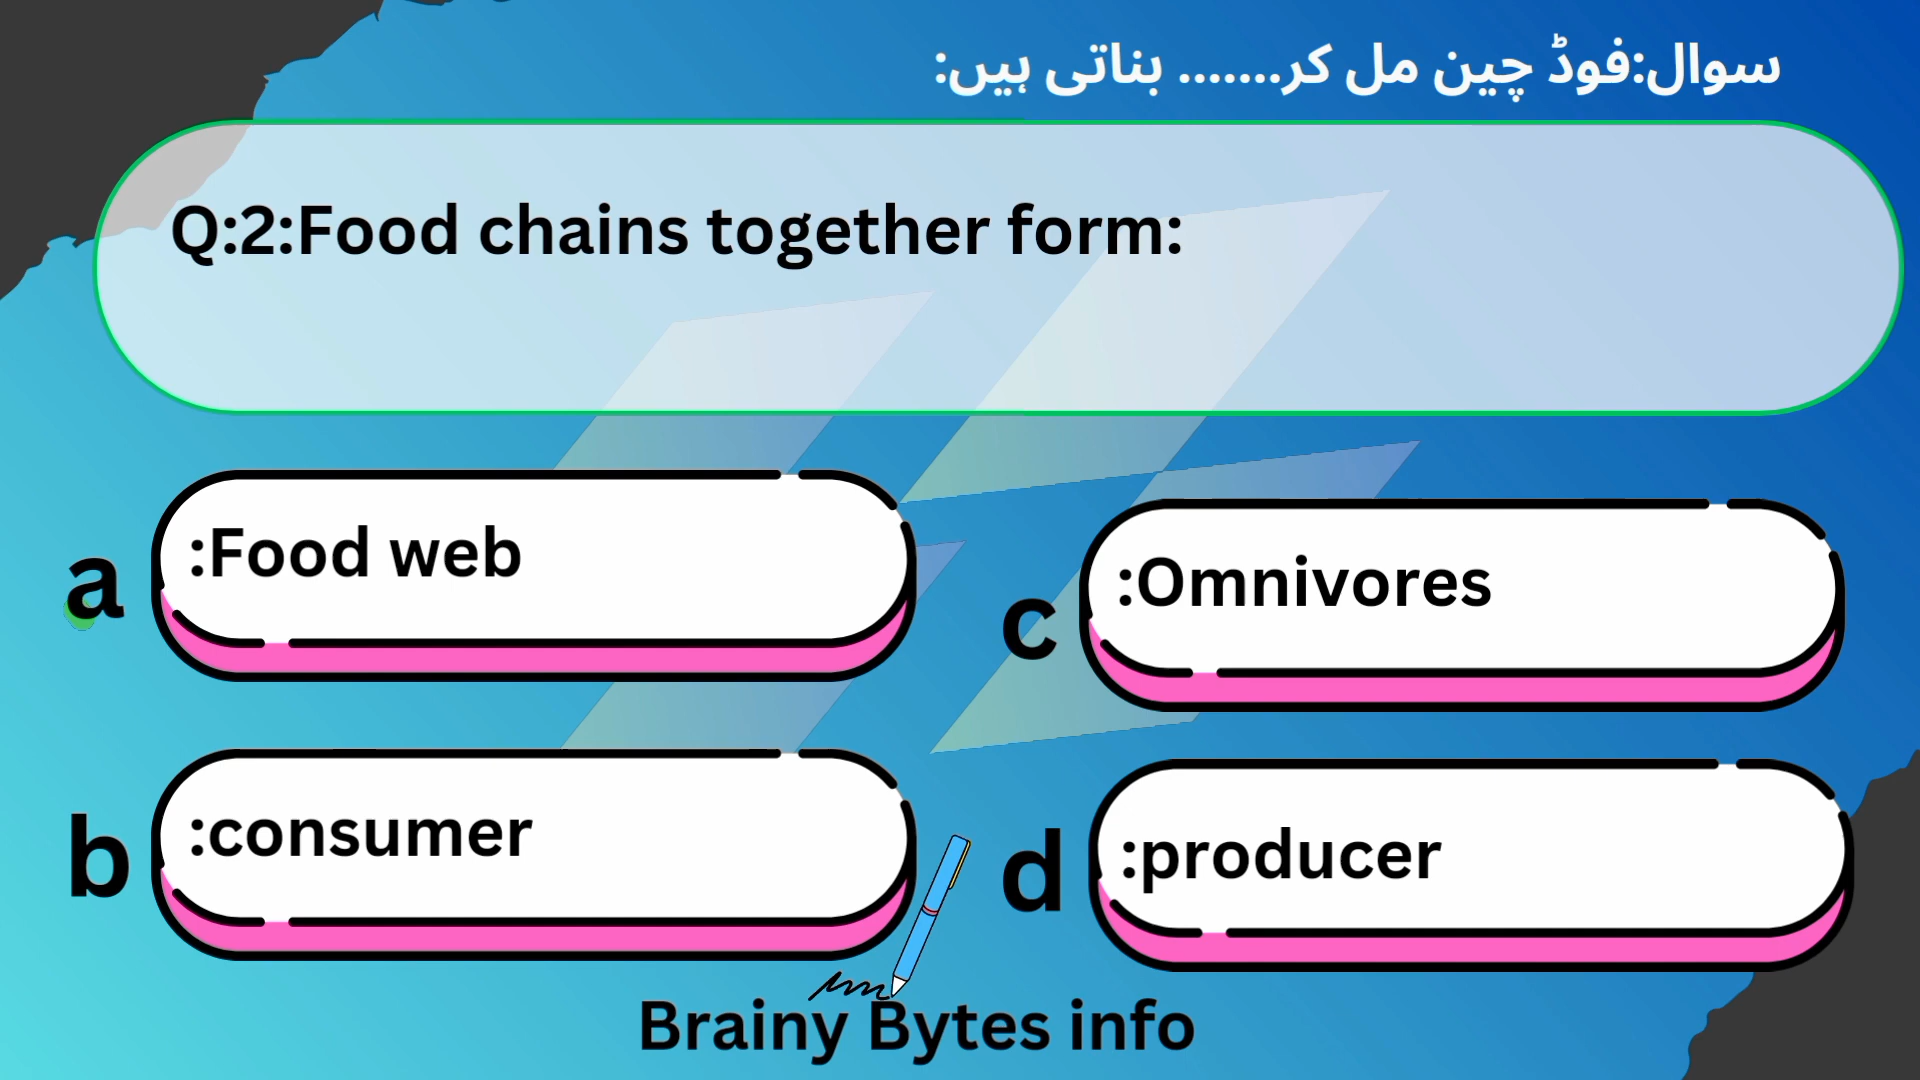 سوال:فوڈ چین مل کر....... بناتی ہیں:
Q:2:Food chains together form:
a :Food web
b :consumer
c :Omnivores
d :producer
Brainy Bytes info